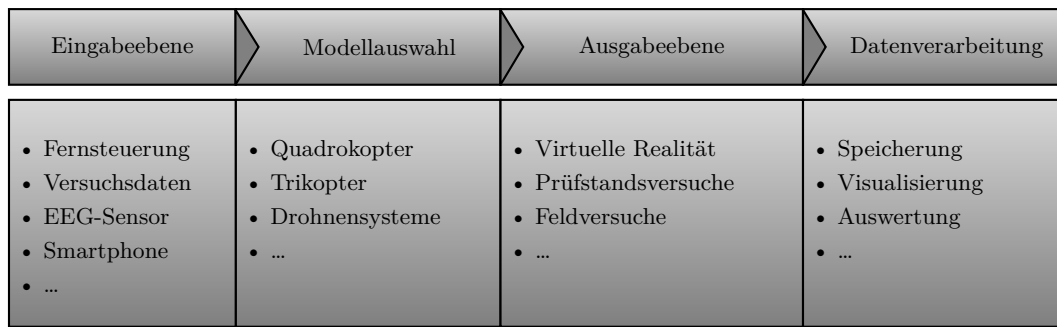 Eingabeebene
Modellauswahl
Ausgabeebene
Datenverarbeitung
• Fernsteuerung
• Versuchsdaten
• EEG-Sensor
• Smartphone
• ...
• Quadrokopter
• Trikopter
• Drohnensysteme
• ...
• Virtuelle Realität
• Prüfstandsversuche
• Feldversuche
• ...
• Speicherung
• Visualisierung
• Auswertung
• ...